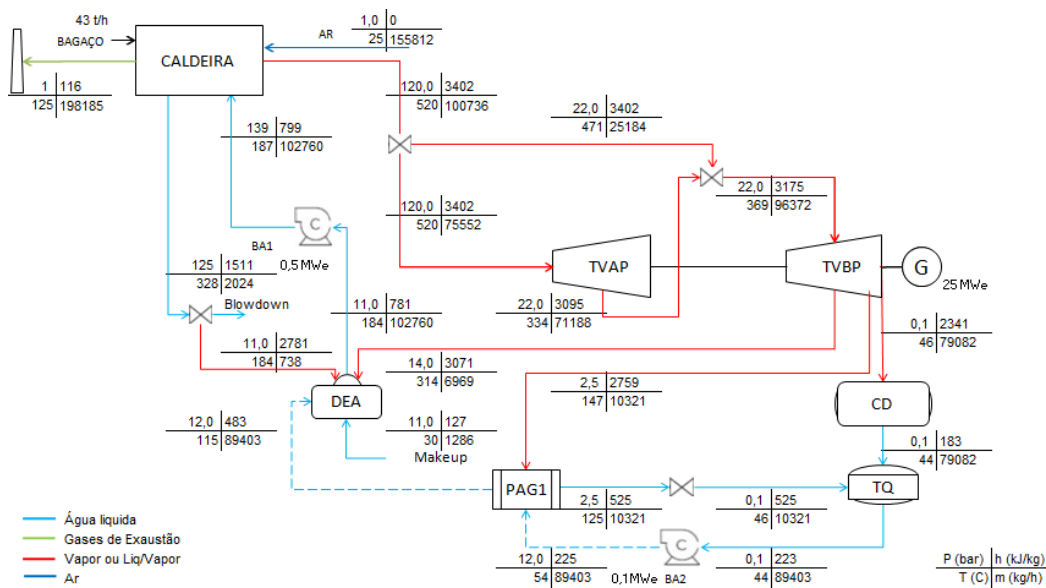 43 t/h
BAGAÇO
CALDEIRA
AR
1,0 0
25 155812
1 116
125 198185
120,0 3402
520 100736
22,0 3402
471 25184
139 799
187 102760
22,0 3175
369 96372
120,0 3402
520 75552
C
BA1
0,5 MWe
125 1511
328 2024
Blowdown
TVAP
TVBP
G
25 MWe
11,0 781
184 102760
22,0 3095
334 71188
0,1 2341
46 79082
11,0 2781
184 738
14,0 3071
314 6969
2,5 2759
147 10321
DEA
CD
12,0 483
115 89403
11,0 127
30 1286
Makeup
0,1 183
44 79082
PAG1
TQ
2,5 525
125 10321
0,1 525
46 10321
C
12,0 225
54 89403
0,1MWe BA2
0,1 223
44 89403
Água liquida
Gases de Exaustão
Vapor ou Liq/Vapor
Ar
P (bar) h (kJ/kg)
T (C) m (kg/h)